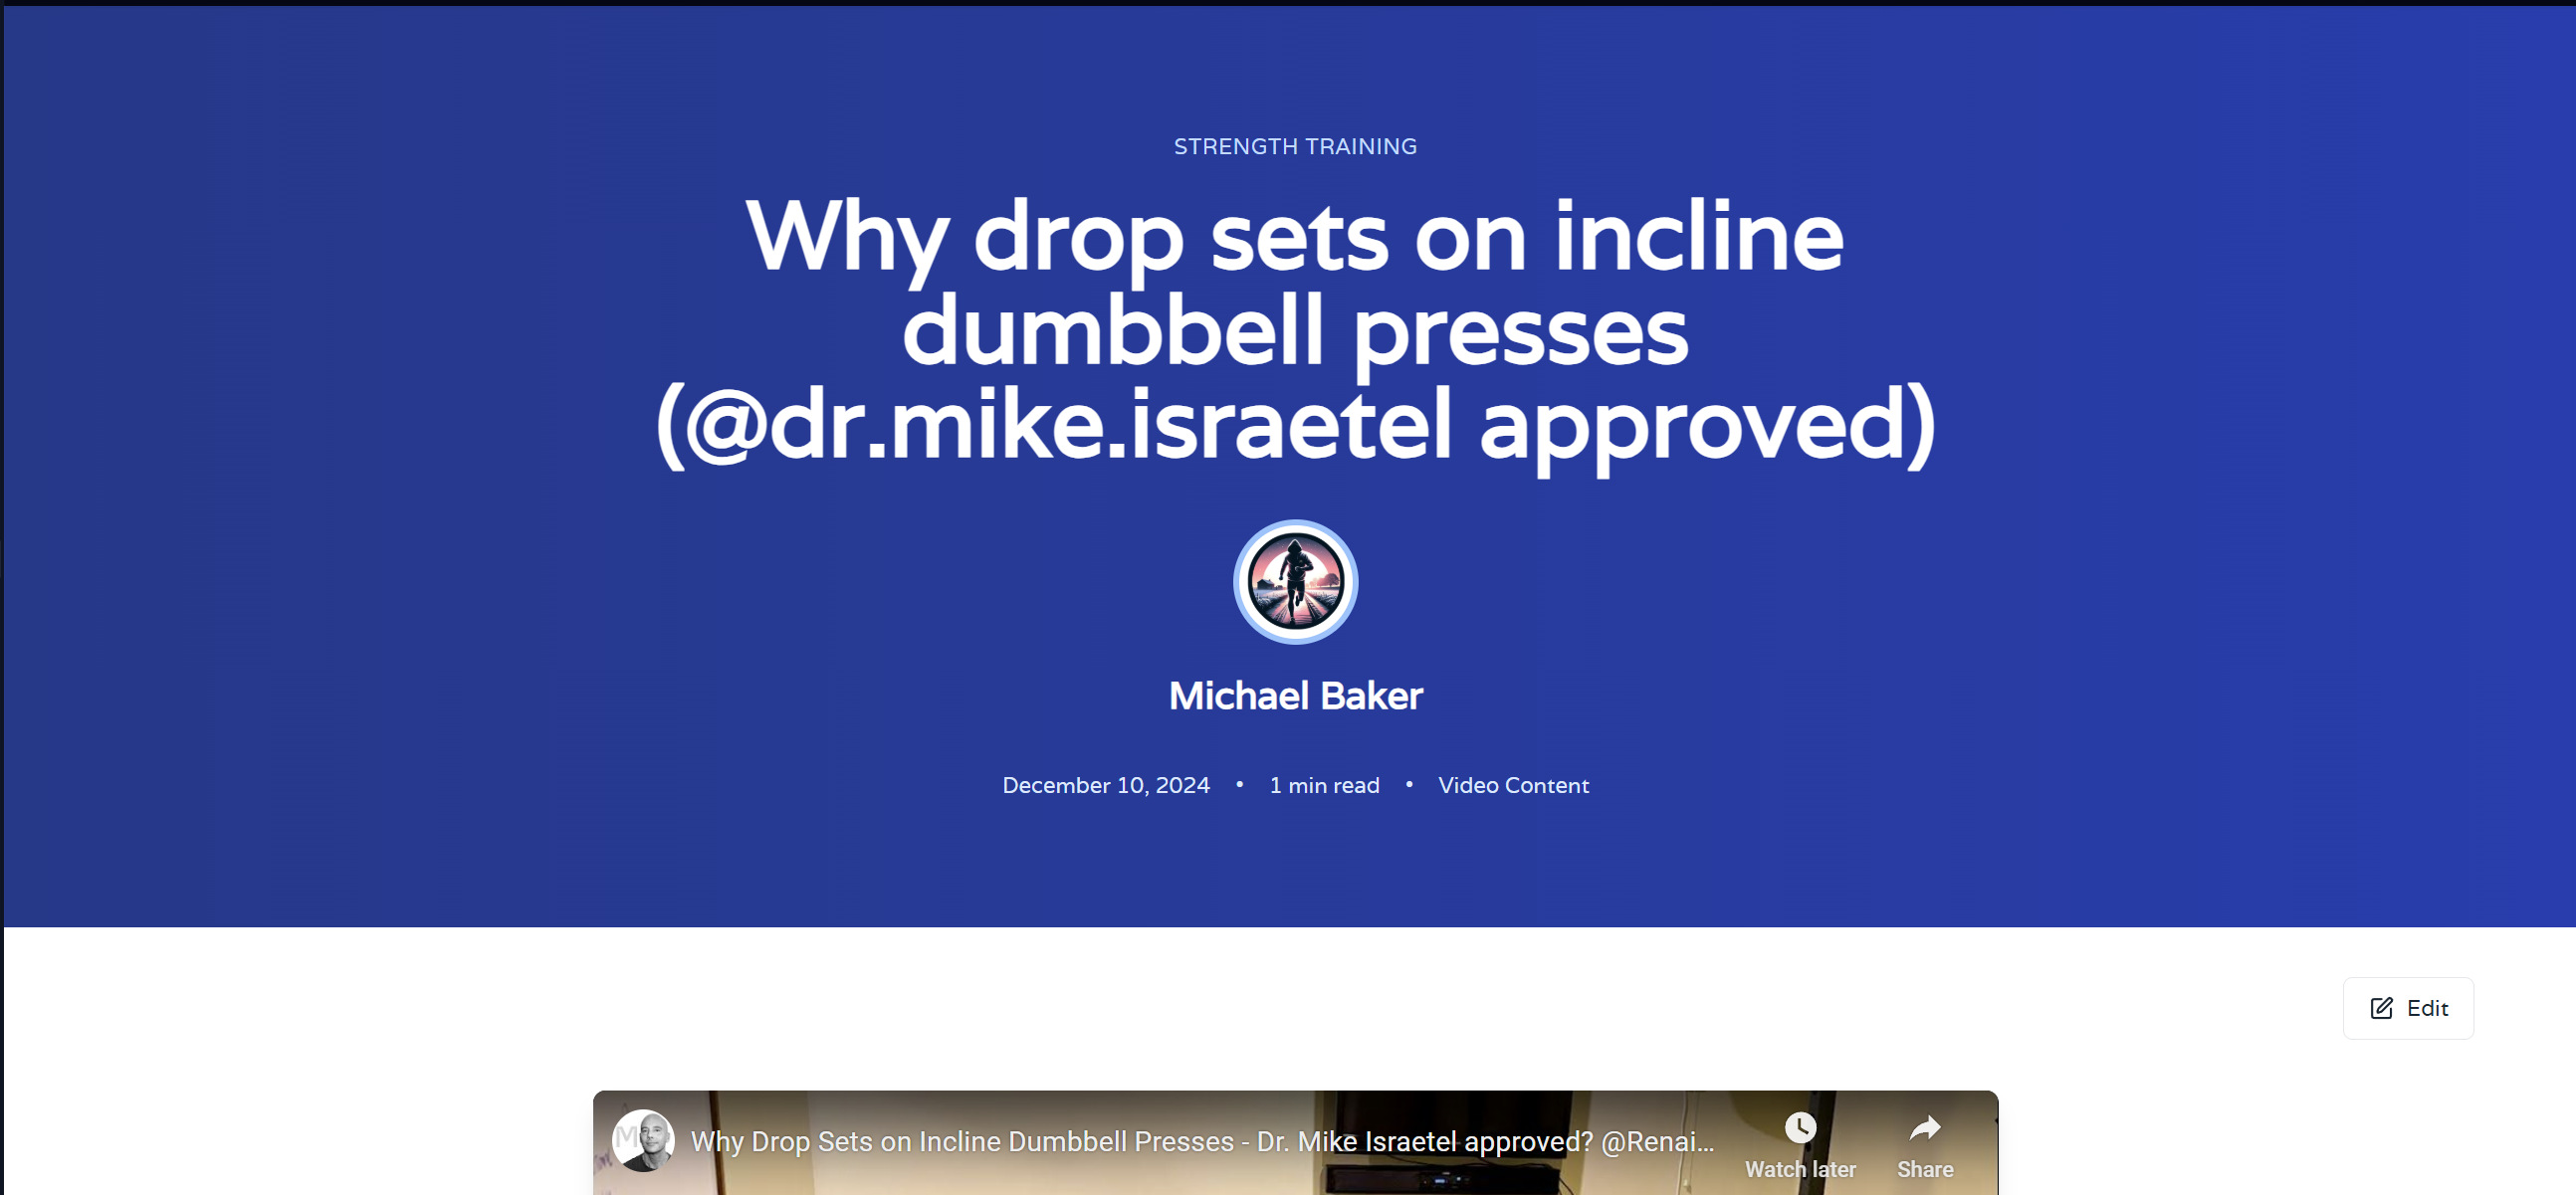 STRENGTH TRAINING
Why drop sets on incline
dumbbell presses
(@dr.mike.israetel approved)
Michael Baker
December 10, 2024 • 1 min read • Video Content
Edit
Why Drop Sets on Incline Dumbbell Presses - Dr. Mike Israetel approved? @Renai...
Watch later
Share